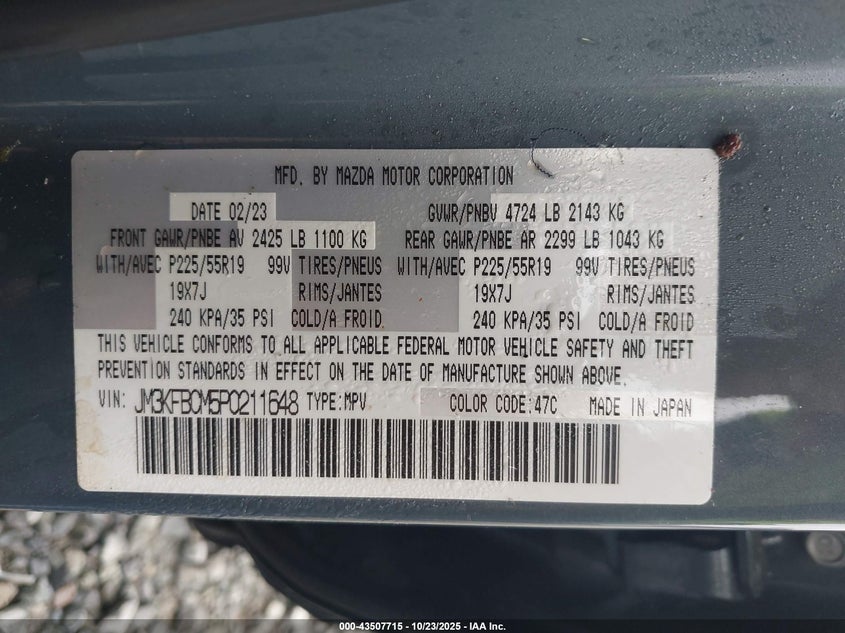 MFD. BY MAZDA MOTOR CORPORATION
DATE 02/23 GVWR/PNBV 4724 LB 2143 KG
FRONT GAWR/PNBE AV 2425 LB 1100 KG REAR GAWR/PNBE AR 2299 LB 1043 KG
WITH/AVEC P225/55R19 99V TIRES/PNEUS WITH/AVEC P225/55R19 99V TIRES/PNEUS
19X7J RIMS/JANTES 19X7J RIMS/JANTES
240 KPA/35 PSI COLD/A FROID. 240 KPA/35 PSI COLD/A FROID
THIS VEHICLE CONFORMS TO ALL APPLICABLE FEDERAL MOTOR VEHICLE SAFETY AND THEFT
PREVENTION STANDARDS IN EFFECT ON THE DATE OF MANUFACTURE SHOWN ABOVE.
VIN: JM3KFBCM5P0211648 TYPE:MPV COLOR CODE:47C MADE IN JAPAN
000-43507715 - 10/23/2025 - IAA Inc.